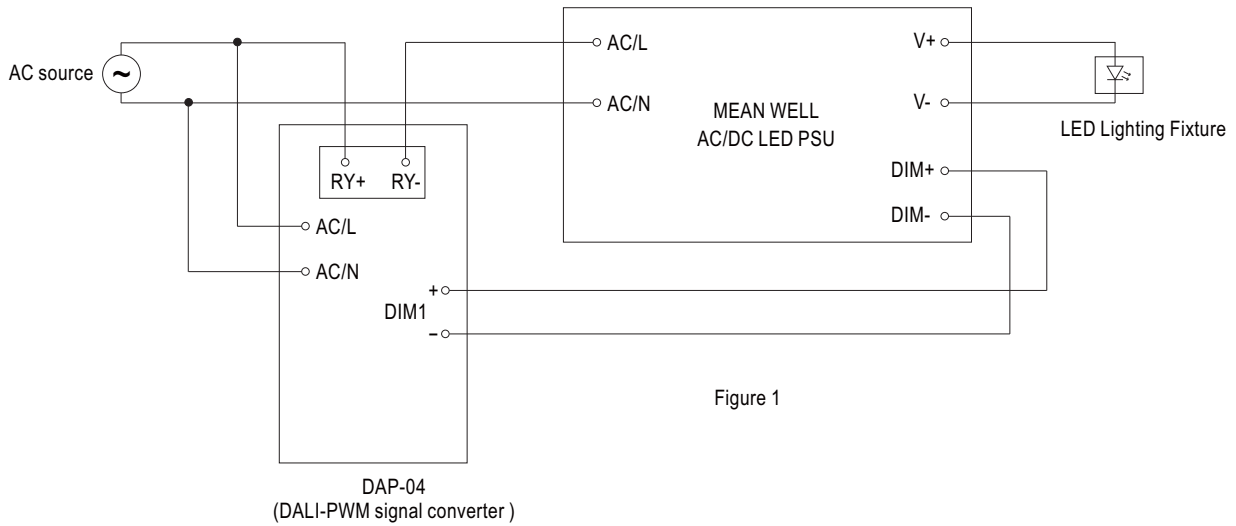 AC source
~
AC/L
AC/N
MEAN WELL
AC/DC LED PSU
V+
V-
DIM+
DIM-
LED Lighting Fixture
RY+ RY-
AC/L
AC/N
+
DIM1
-
Figure 1
DAP-04
(DALI-PWM signal converter )